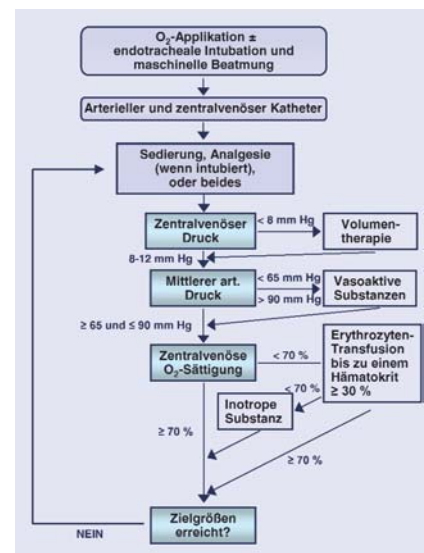 O₂-Applikation ±
endotracheale Intubation und
maschinelle Beatmung
Arterieller und zentralvenöser Katheter
Sedierung, Analgesie
(wenn intubiert),
oder beides
Zentralvenöser
Druck
< 8 mm Hg
Volumen-
therapie
8-12 mm Hg
Mittlerer art.
Druck
< 65 mm Hg
> 90 mm Hg
Vasoaktive
Substanzen
≥ 65 und ≤ 90 mm Hg
Zentralvenöse
O₂-Sättigung
< 70 %
Erythrozyten-
Transfusion
bis zu einem
Hämatokrit
≥ 30 %
< 70 %
Inotrope
Substanz
≥ 70 %
≥ 70 %
Zielgrößen
erreicht?
NEIN